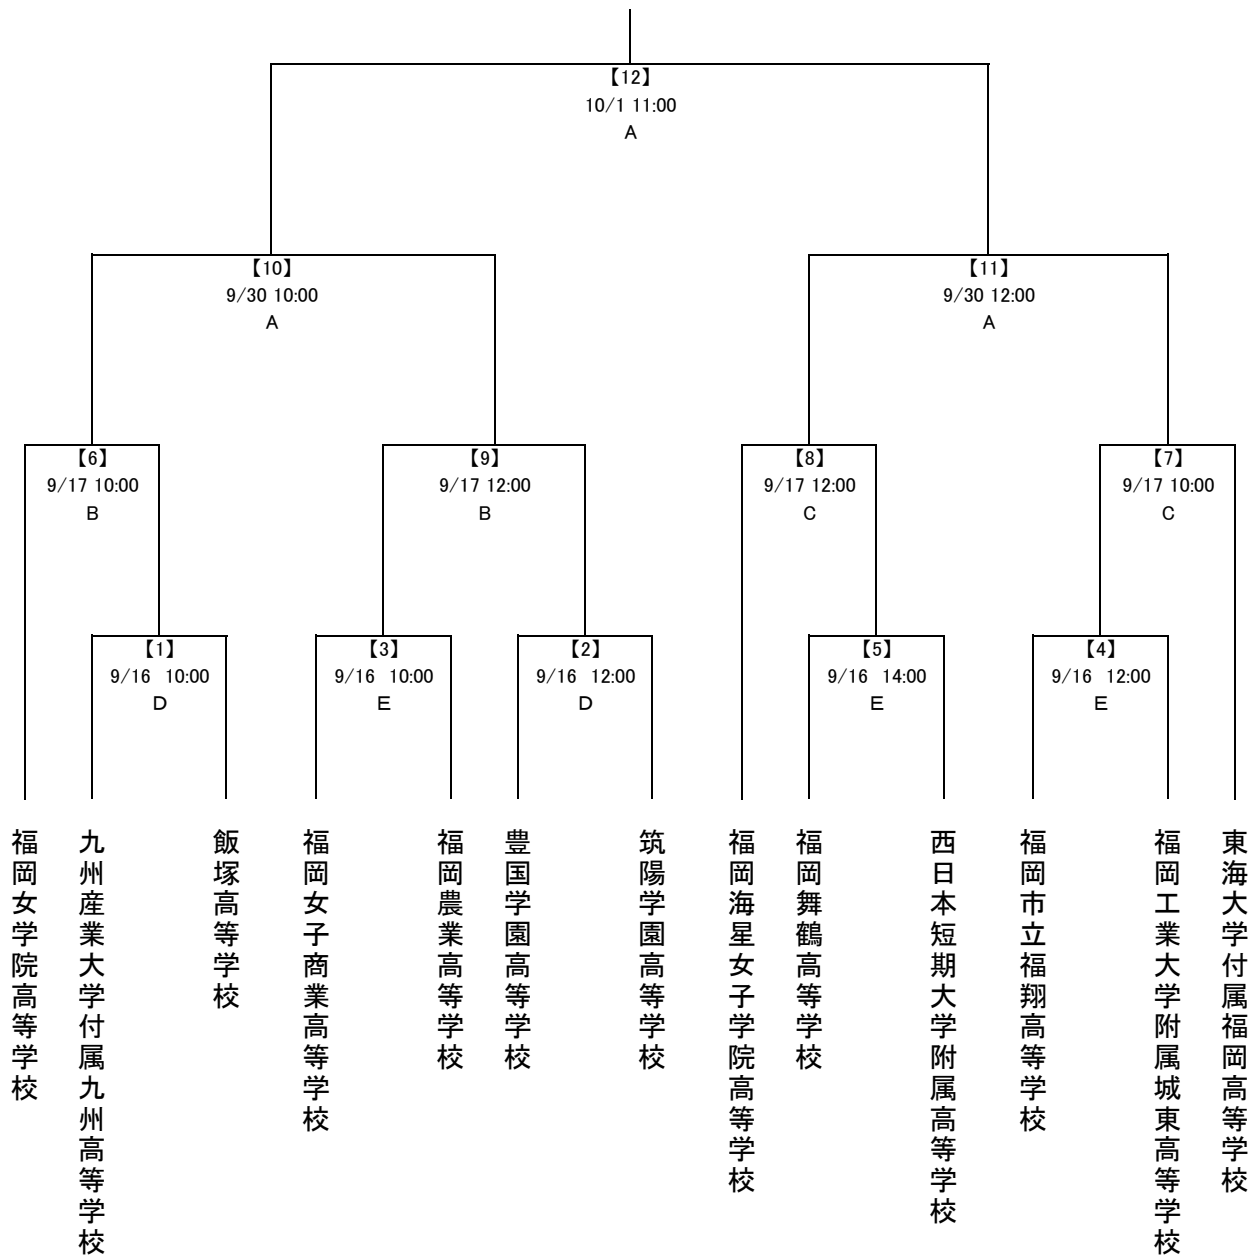 【12】
10/1 11:00
A
【10】
9/30 10:00
A
【11】
9/30 12:00
A
【6】
9/17 10:00
B
【9】
9/17 12:00
B
【8】
9/17 12:00
C
【7】
9/17 10:00
C
【1】
9/16 10:00
D
【3】
9/16 10:00
E
【2】
9/16 12:00
D
【5】
9/16 14:00
E
【4】
9/16 12:00
E
福岡女学院高等学校
九州産業大学付属九州高等学校
飯塚高等学校
福岡女子商業高等学校
福岡農業高等学校
豊国学園高等学校
筑陽学園高等学校
福岡海星女子学院高等学校
福岡舞鶴高等学校
西日本短期大学附属高等学校
福岡市立福翔高等学校
福岡工業大学附属城東高等学校
東海大学付属福岡高等学校